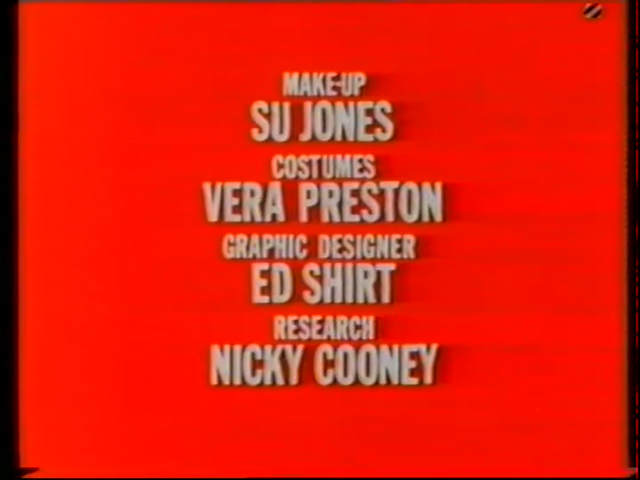 MAKE-UP
SU JONES
COSTUMES
VERA PRESTON
GRAPHIC DESIGNER
ED SHIRT
RESEARCH
NICKY COONEY